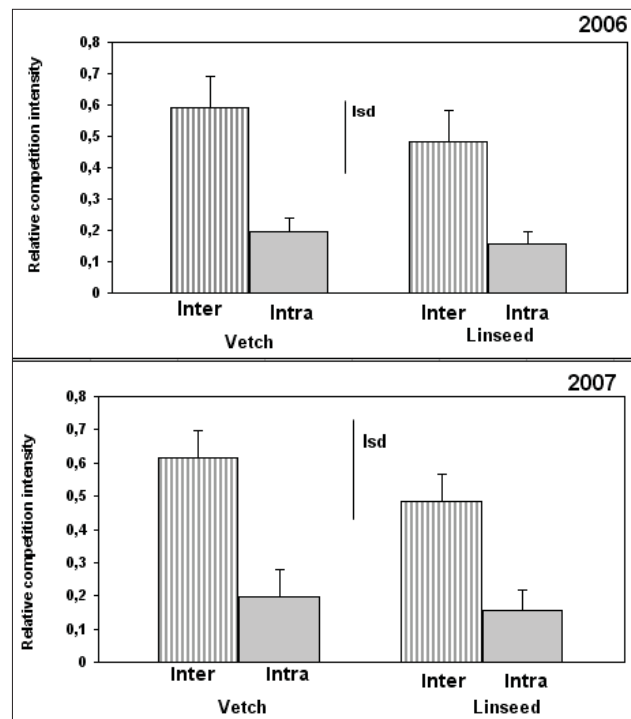 2006
Relative competition intensity
0,8
0,7
0,6
0,5
0,4
0,3
0,2
0,1
0
lsd
Inter Intra Inter Intra
Vetch Linseed
2007
Relative competition intensity
0,8
0,7
0,6
0,5
0,4
0,3
0,2
0,1
0
lsd
Inter Intra Inter Intra
Vetch Linseed